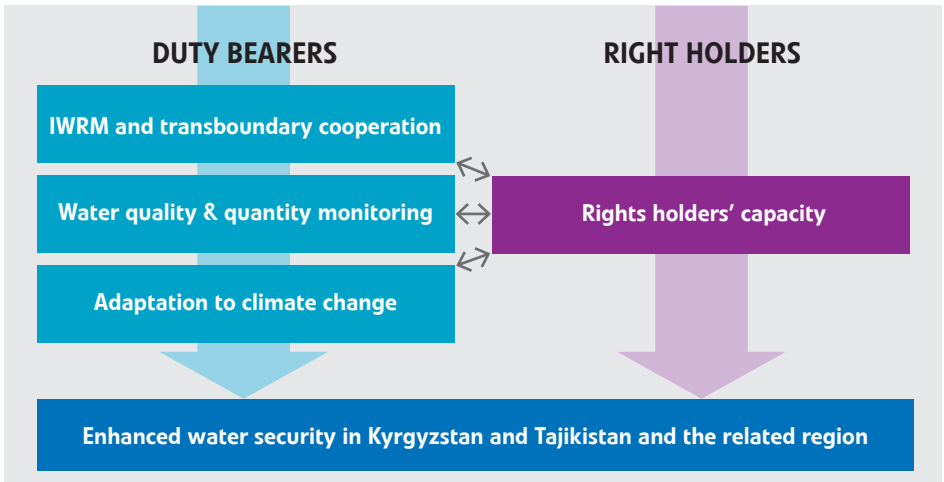 DUTY BEARERS
RIGHT HOLDERS
IWRM and transboundary cooperation
Water quality & quantity monitoring
Rights holders’ capacity
Adaptation to climate change
Enhanced water security in Kyrgyzstan and Tajikistan and the related region